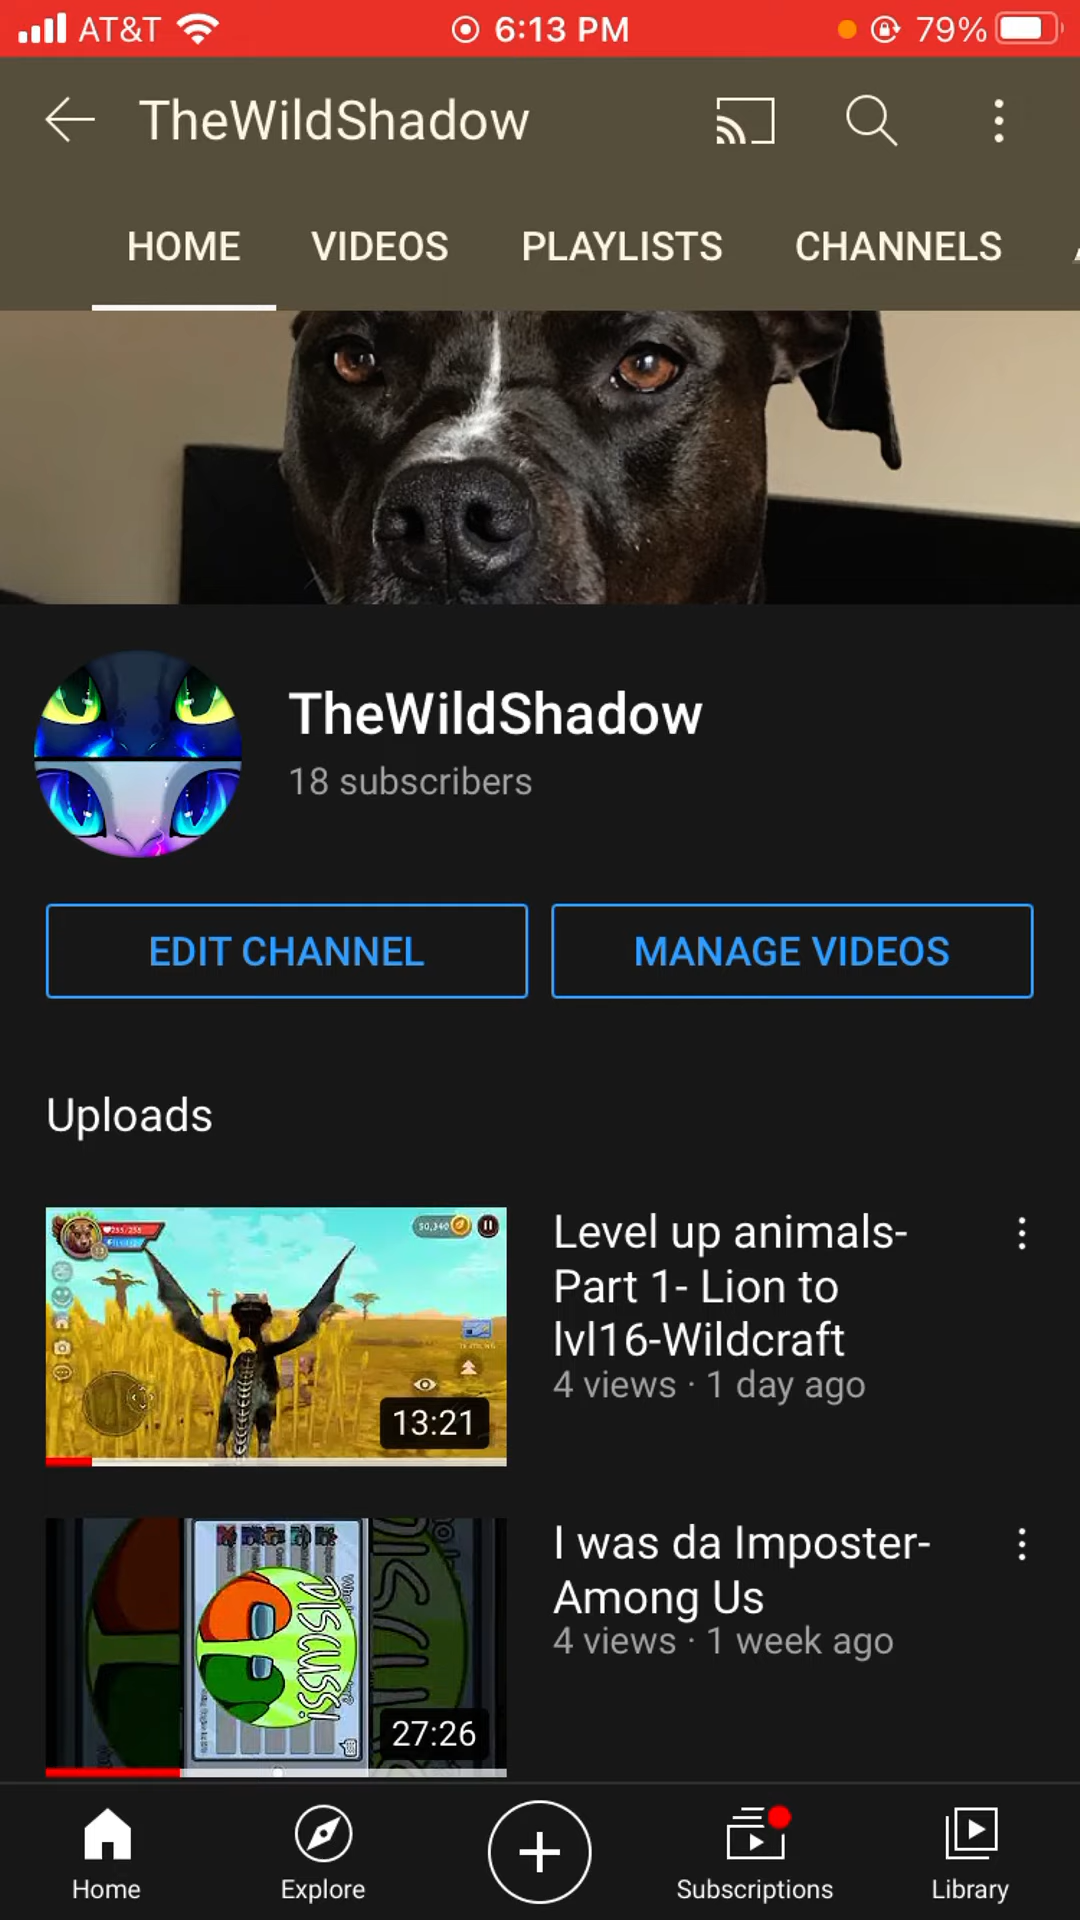 AT&T 6:13 PM 79%
TheWildShadow
HOME VIDEOS PLAYLISTS CHANNELS
TheWildShadow
18 subscribers
EDIT CHANNEL MANAGE VIDEOS
Uploads
50,340
13:21
Level up animals-
Part 1- Lion to
lvl16-Wildcraft
4 views · 1 day ago
DISCUSS!
27:26
I was da Imposter-
Among Us
4 views · 1 week ago
Home Explore Subscriptions Library